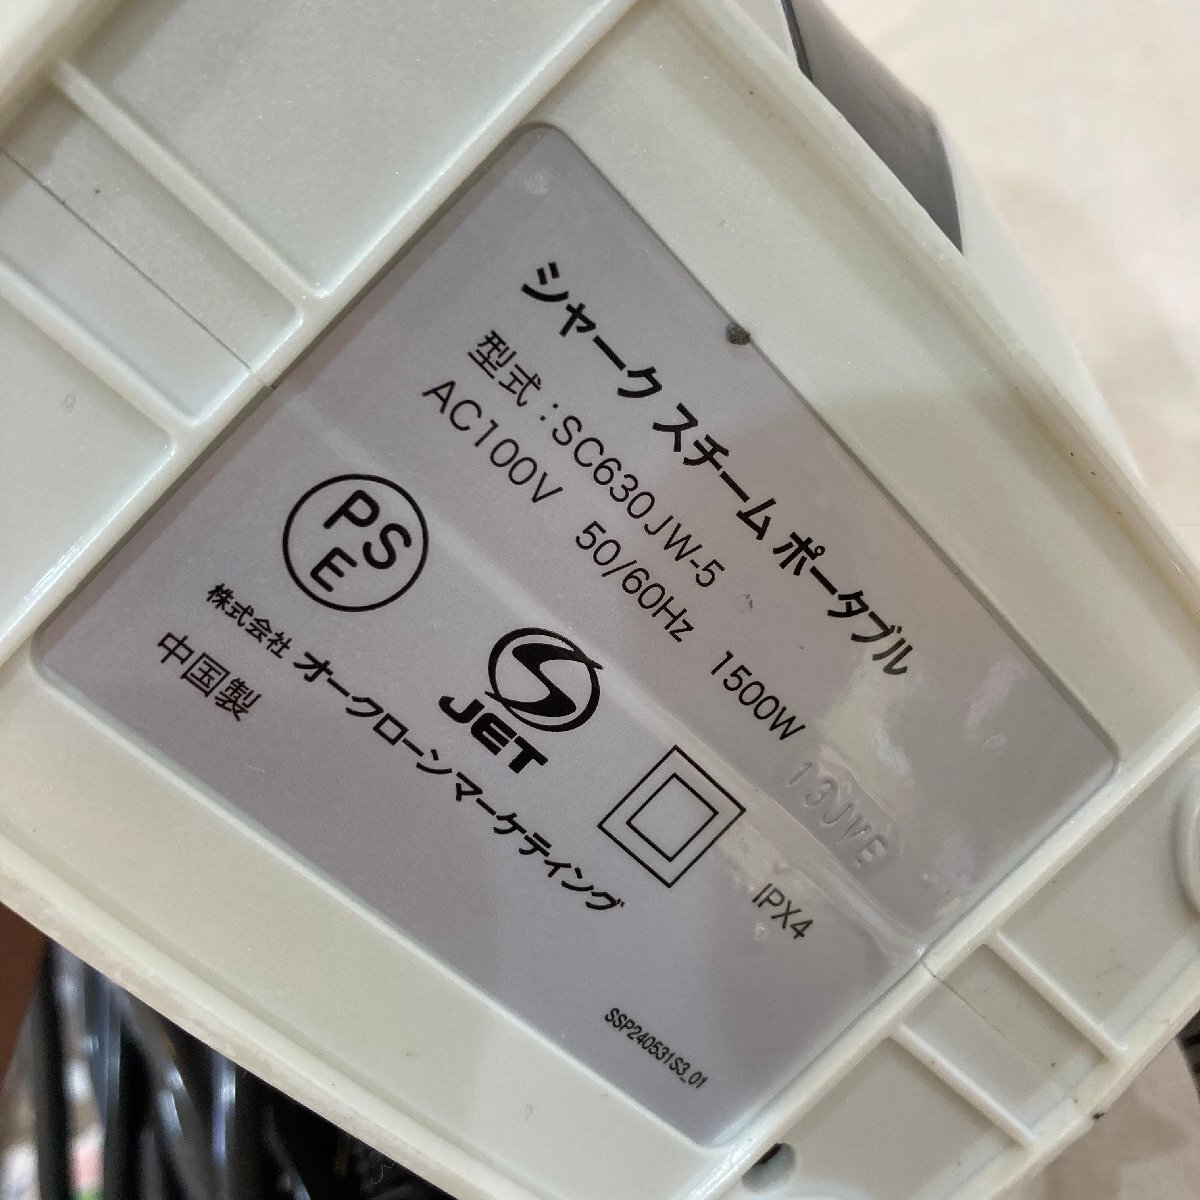 シャーク スチーム ポータブル
型式 : SC630JW-5
AC100V 50/60Hz 1500W
PSE
JET
IPX4
株式会社 オークローンマーケティング
中国製
SSP240531S3_01